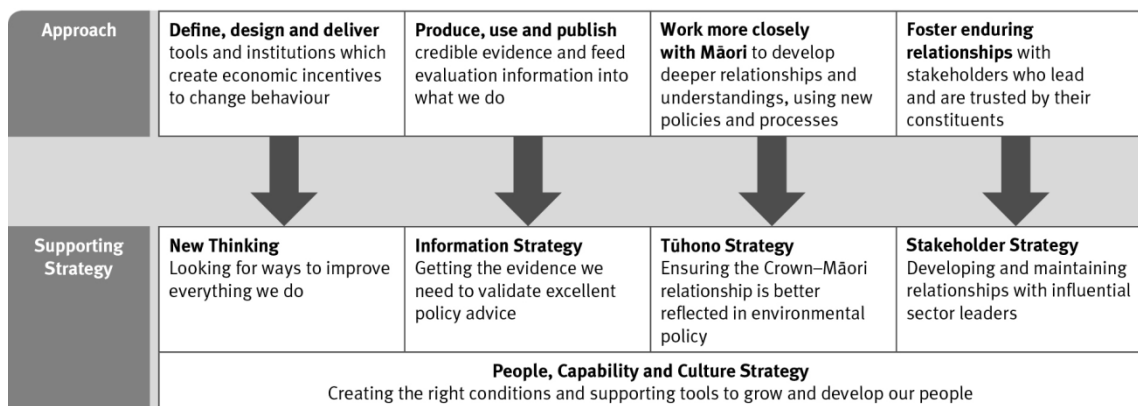 Approach
Define, design and deliver
tools and institutions which
create economic incentives
to change behaviour
Produce, use and publish
credible evidence and feed
evaluation information into
what we do
Work more closely
with Māori to develop
deeper relationships and
understandings, using new
policies and processes
Foster enduring
relationships with
stakeholders who lead
and are trusted by their
constituents
Supporting
Strategy
New Thinking
Looking for ways to improve
everything we do
Information Strategy
Getting the evidence we
need to validate excellent
policy advice
Tūhono Strategy
Ensuring the Crown–Māori
relationship is better
reflected in environmental
policy
Stakeholder Strategy
Developing and maintaining
relationships with influential
sector leaders
People, Capability and Culture Strategy
Creating the right conditions and supporting tools to grow and develop our people